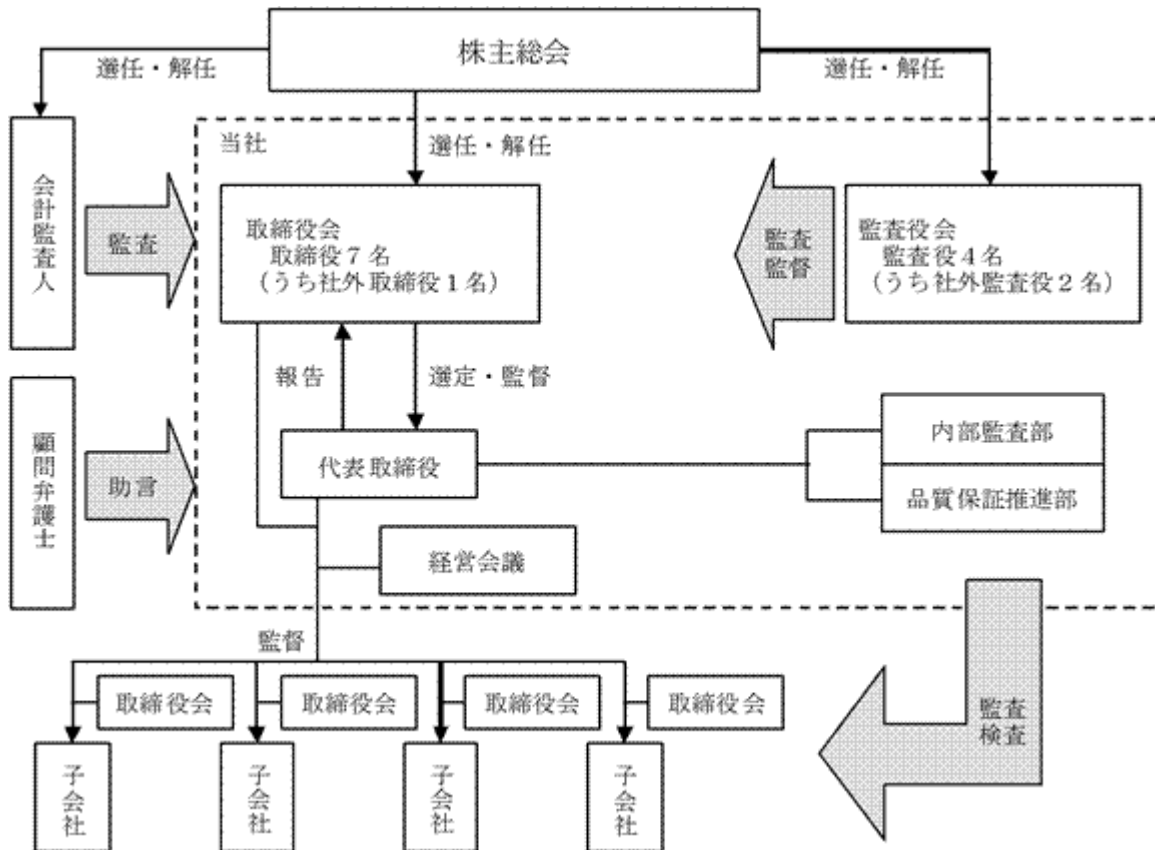 株主総会
選任・解任
選任・解任
選任・解任
当社
会計監査人
監査
取締役会
取締役7名
(うち社外取締役1名)
監査
監督
監査役会
監査役4名
(うち社外監査役2名)
報告
選定・監督
顧問弁護士
助言
代表取締役
内部監査部
品質保証推進部
経営会議
監督
取締役会
取締役会
取締役会
取締役会
監査
検査
子会社
子会社
子会社
子会社